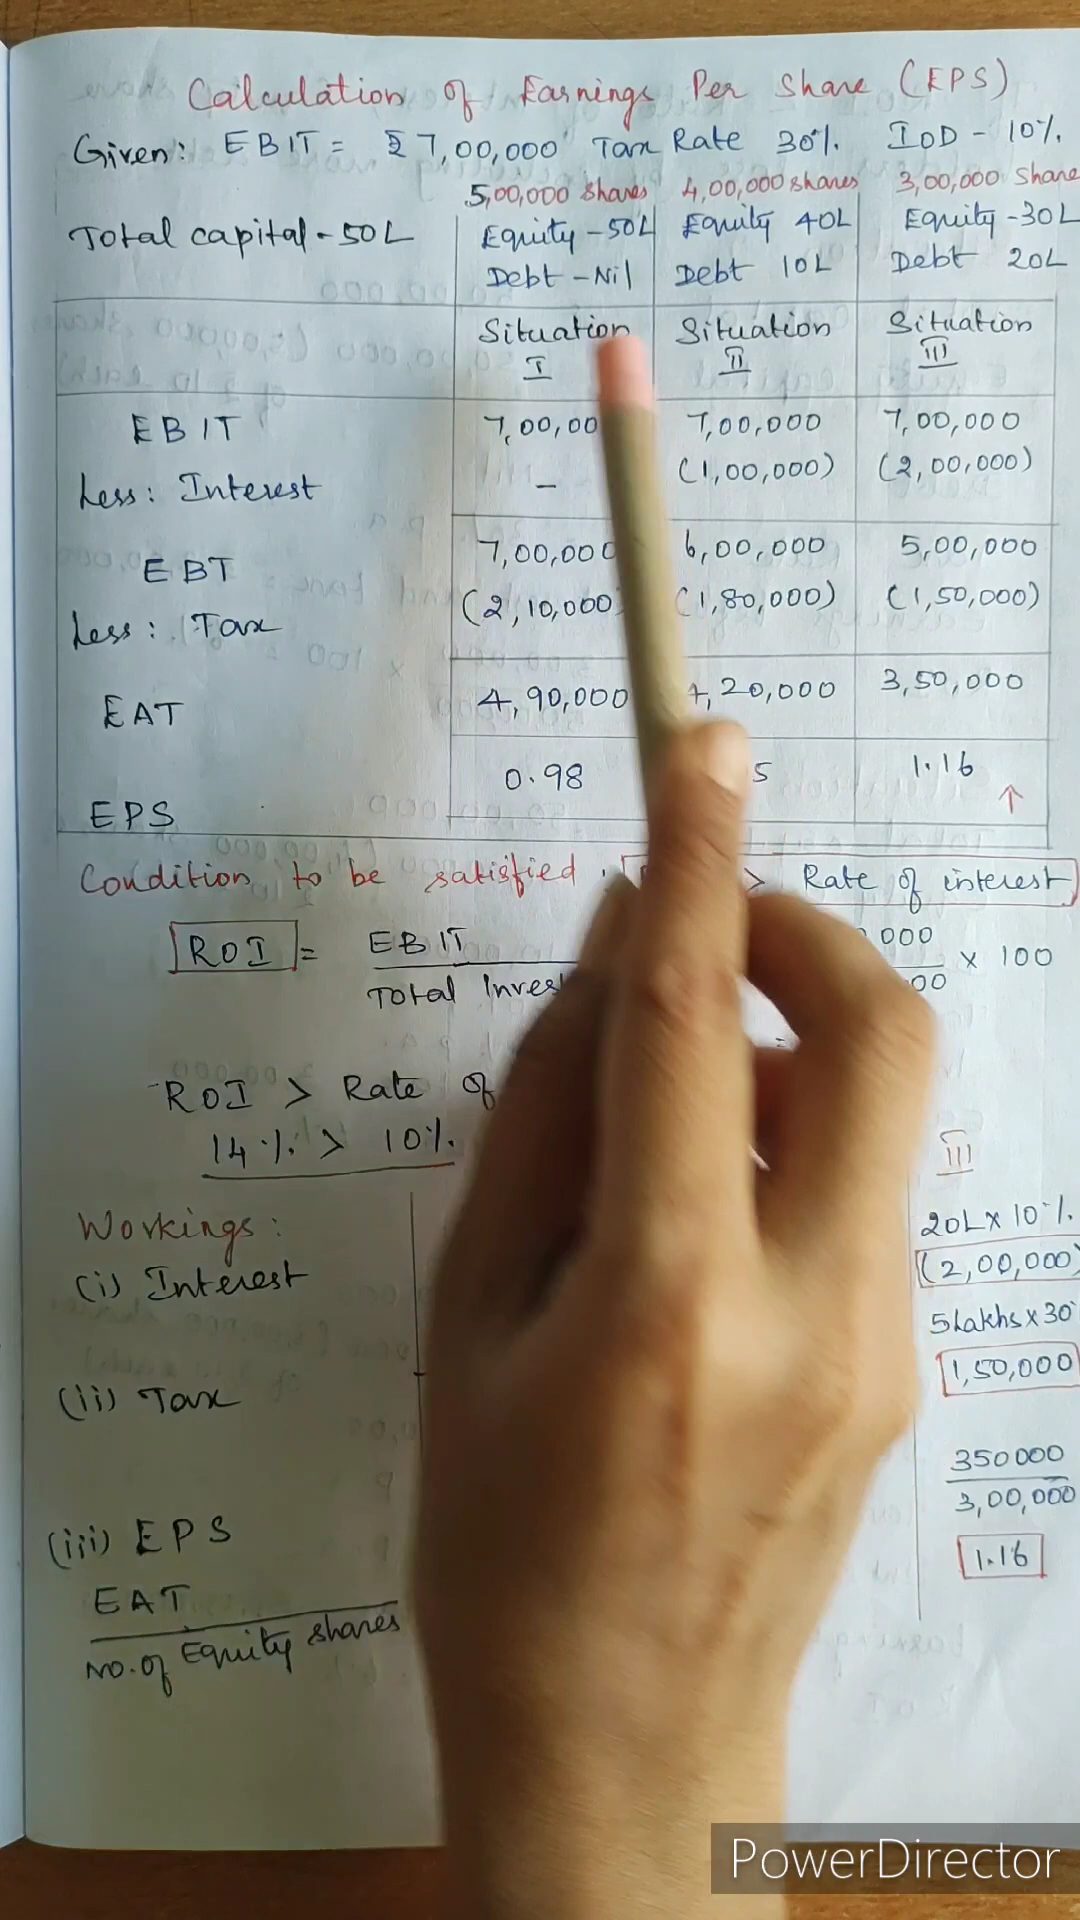 Calculation of Earnings Per Share (EPS)
Given: EBIT = ₹ 7,00,000 Tax Rate 30% IOD - 10%
5,00,000 shares 4,00,000 shares 3,00,000 Share
Total capital - 50L Equity - 50L Equity 40L Equity - 30L
Debt - Nil Debt 10L Debt 20L
Situation I Situation II Situation III
EBIT 7,00,00 7,00,000 7,00,000
Less: Interest - (1,00,000) (2,00,000)
EBT 7,00,000 6,00,000 5,00,000
Less: Tax (2,10,000 (1,80,000) (1,50,000)
EAT 4,90,000 ,20,000 3,50,000
EPS 0.98 5 1.16 ↑
Condition to be satisfied > Rate of interest
ROI = EBIT 000 × 100
Total Inves 00
=
ROI > Rate of
14% > 10%.
III
Workings:
20L × 10%.
(i) Interest (2,00,000)
5 Lakhs × 30
(ii) Tax 1,50,000
350000
3,00,000
(iii) EPS 1.16
EAT
No. of Equity shares
PowerDirector